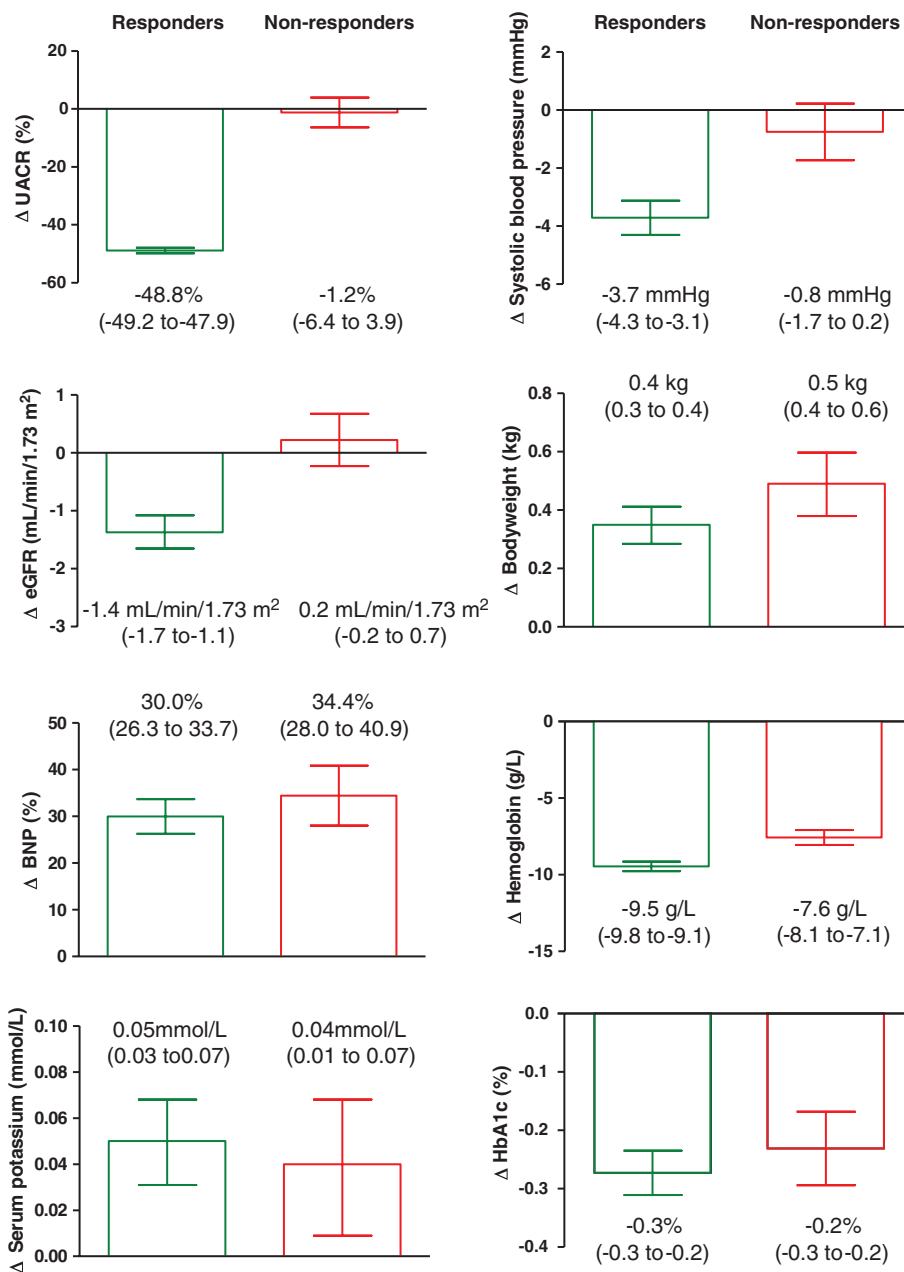 Responders Non-responders
Δ UACR (%)
20
0
-20
-40
-60
-48.8%
(-49.2 to-47.9)
-1.2%
(-6.4 to 3.9)
Responders Non-responders
Δ Systolic blood pressure (mmHg)
2
0
-2
-4
-6
-3.7 mmHg
(-4.3 to-3.1)
-0.8 mmHg
(-1.7 to 0.2)
Δ eGFR (mL/min/1.73 m²)
1
0
-1
-2
-3
-1.4 mL/min/1.73 m²
(-1.7 to-1.1)
0.2 mL/min/1.73 m²
(-0.2 to 0.7)
Δ Bodyweight (kg)
0.8
0.6
0.4
0.2
0.0
0.4 kg
(0.3 to 0.4)
0.5 kg
(0.4 to 0.6)
Δ BNP (%)
50
40
30
20
10
0
30.0%
(26.3 to 33.7)
34.4%
(28.0 to 40.9)
Δ Hemoglobin (g/L)
0
-5
-10
-15
-9.5 g/L
(-9.8 to-9.1)
-7.6 g/L
(-8.1 to-7.1)
Δ Serum potassium (mmol/L)
0.10
0.08
0.06
0.04
0.02
0.00
0.05mmol/L
(0.03 to0.07)
0.04mmol/L
(0.01 to 0.07)
Δ HbA1c (%)
0.0
-0.1
-0.2
-0.3
-0.4
-0.3%
(-0.3 to-0.2)
-0.2%
(-0.3 to-0.2)